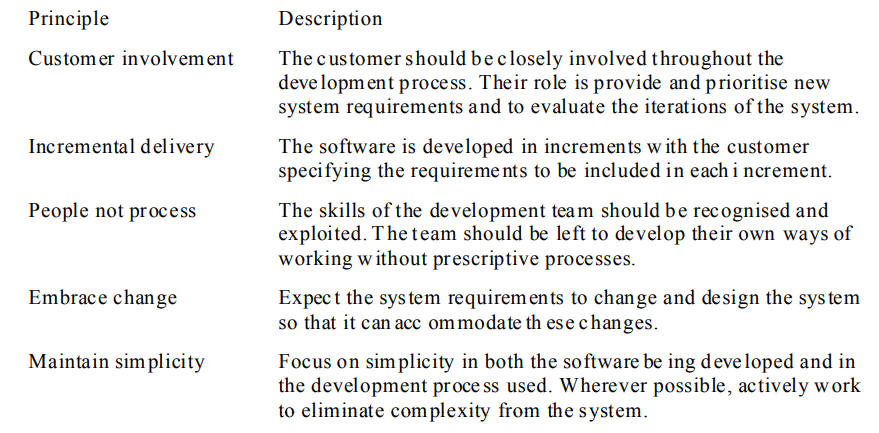 Principle Description
Customer involvement The customer should be closely involved throughout the
development process. Their role is provide and prioritise new
system requirements and to evaluate the iterations of the system.
Incremental delivery The software is developed in increments with the customer
specifying the requirements to be included in each increment.
People not process The skills of the development team should be recognised and
exploited. The team should be left to develop their own ways of
working without prescriptive processes.
Embrace change Expect the system requirements to change and design the system
so that it can accommodate these changes.
Maintain simplicity Focus on simplicity in both the software being developed and in
the development process used. Wherever possible, actively work
to eliminate complexity from the system.